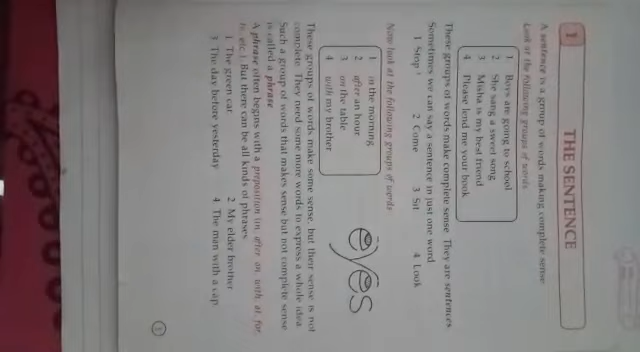 1
THE SENTENCE
A sentence is a group of words making complete sense
Look at the following groups of words
1 Boys are going to school
2 She sang a sweet song
3 Misha is my best friend
4 Please lend me your book
These groups of words make complete sense They are sentences
Sometimes we can say a sentence in just one word
1 Stop! 2 Come 3 Sit 4 Look
Now look at the following groups of words
1 in the morning
2 after an hour
3 on the table
4 with my brother
eyes
These groups of words make some sense but their sense is not
complete They need some more words to express a whole idea
Such a group of words that makes sense but not complete sense
is called a phrase
A phrase often begins with a preposition (in, after, on, with, at, for,
etc.) But there can be all kinds of phrases
1. The green car 2 My elder brother
3 The day before yesterday 4. The man with a cap